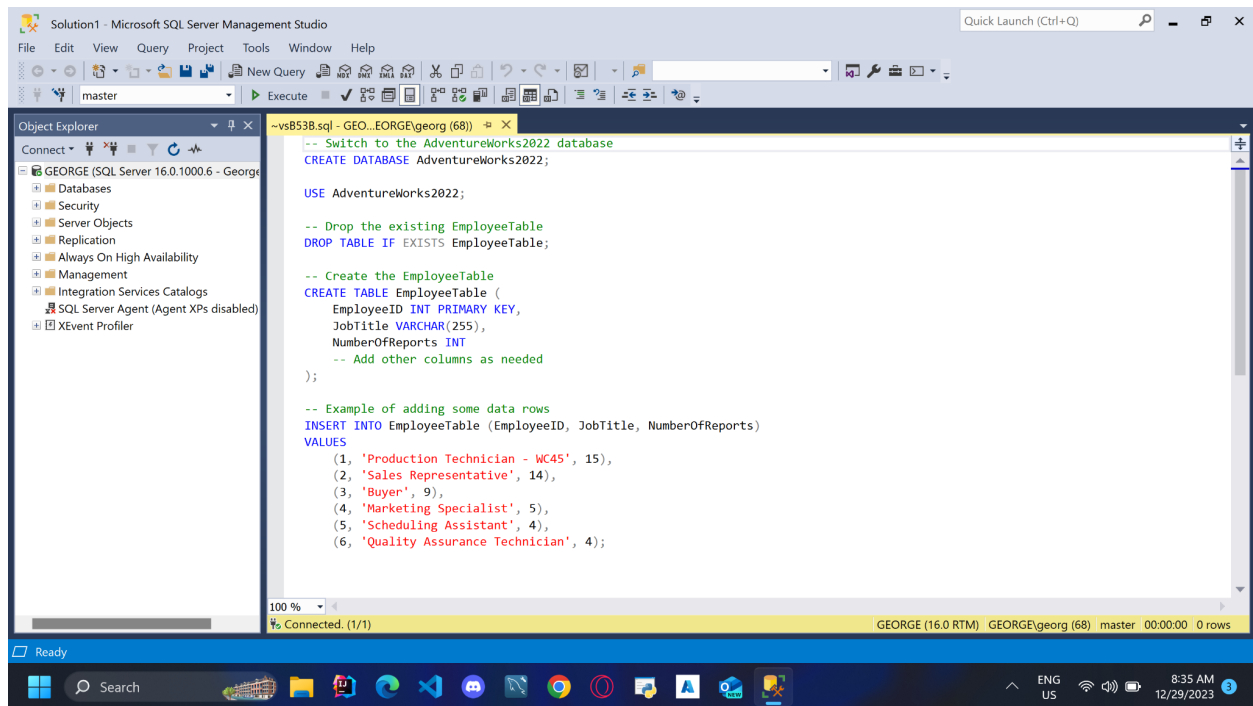 Solution1 - Microsoft SQL Server Management Studio
Quick Launch (Ctrl+Q)
File Edit View Query Project Tools Window Help
New Query MDX DMX XMLA DAX
master
Execute
Object Explorer
~vsB53B.sql - GEO...EORGE\georg (68))
Connect
GEORGE (SQL Server 16.0.1000.6 - George
Databases
Security
Server Objects
Replication
Always On High Availability
Management
Integration Services Catalogs
SQL Server Agent (Agent XPs disabled)
XEvent Profiler
-- Switch to the AdventureWorks2022 database
CREATE DATABASE AdventureWorks2022;
USE AdventureWorks2022;
-- Drop the existing EmployeeTable
DROP TABLE IF EXISTS EmployeeTable;
-- Create the EmployeeTable
CREATE TABLE EmployeeTable (
EmployeeID INT PRIMARY KEY,
JobTitle VARCHAR(255),
NumberOfReports INT
-- Add other columns as needed
);
-- Example of adding some data rows
INSERT INTO EmployeeTable (EmployeeID, JobTitle, NumberOfReports)
VALUES
(1, 'Production Technician - WC45', 15),
(2, 'Sales Representative', 14),
(3, 'Buyer', 9),
(4, 'Marketing Specialist', 5),
(5, 'Scheduling Assistant', 4),
(6, 'Quality Assurance Technician', 4);
100 %
Connected. (1/1)
GEORGE (16.0 RTM) GEORGE\georg (68) master 00:00:00 0 rows
Ready
Search
NEW
ENG
US
8:35 AM
12/29/2023
3